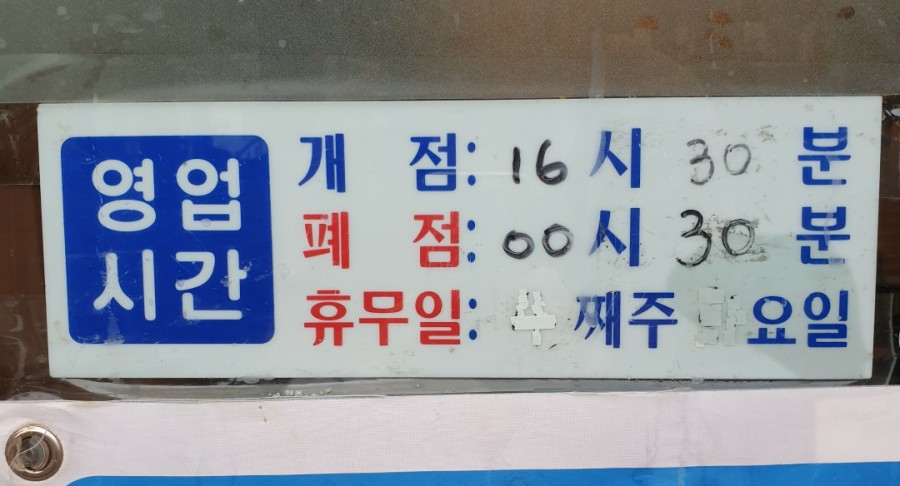 영업
시간
개 점: 16 시 30 분
폐 점: 00 시 30 분
휴무일: 째주 요일